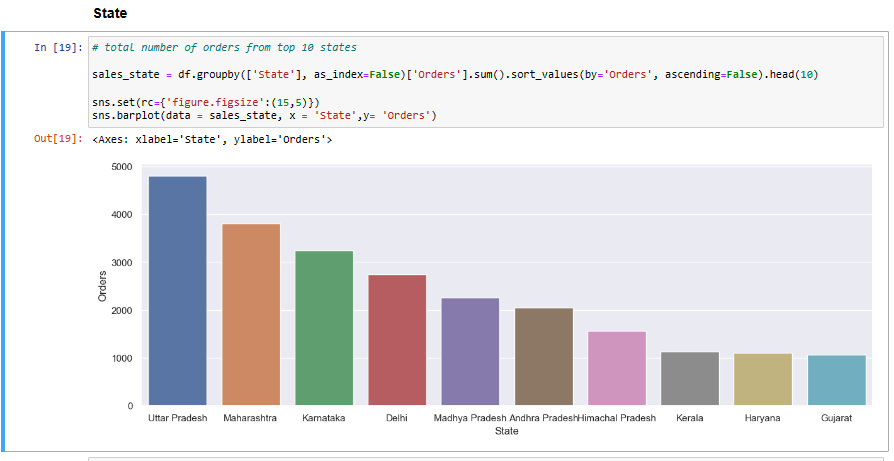 State
In [19]: # total number of orders from top 10 states
sales_state = df.groupby(['State'], as_index=False)['Orders'].sum().sort_values(by='Orders', ascending=False).head(10)
sns.set(rc={'figure.figsize':(15,5)})
sns.barplot(data = sales_state, x = 'State',y= 'Orders')
Out[19]: <Axes: xlabel='State', ylabel='Orders'>
5000
4000
3000
2000
1000
0
Orders
Uttar Pradesh Maharashtra Karnataka Delhi Madhya Pradesh Andhra Pradesh Himachal Pradesh Kerala Haryana Gujarat
State